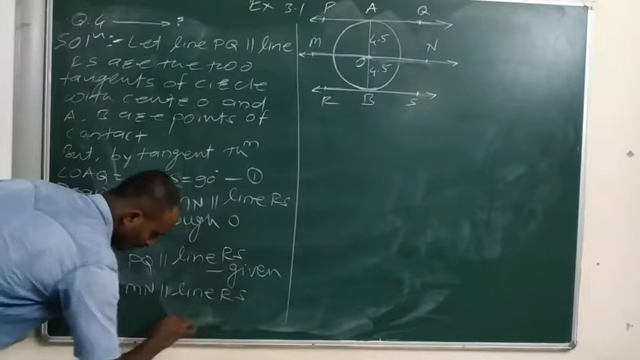 Ex 3.1
Q. 4 ?
Solⁿ:- Let line PQ || line
RS are the two
tangents of circle
with centre O and
A, B are points of
Contact
But, by tangent thᵐ
∠OAQ = S = 90° — ①
MN || line RS
ough O
PQ || line RS
— given
MN || line RS
P A Q
4.5
M O N
4.5
R B S